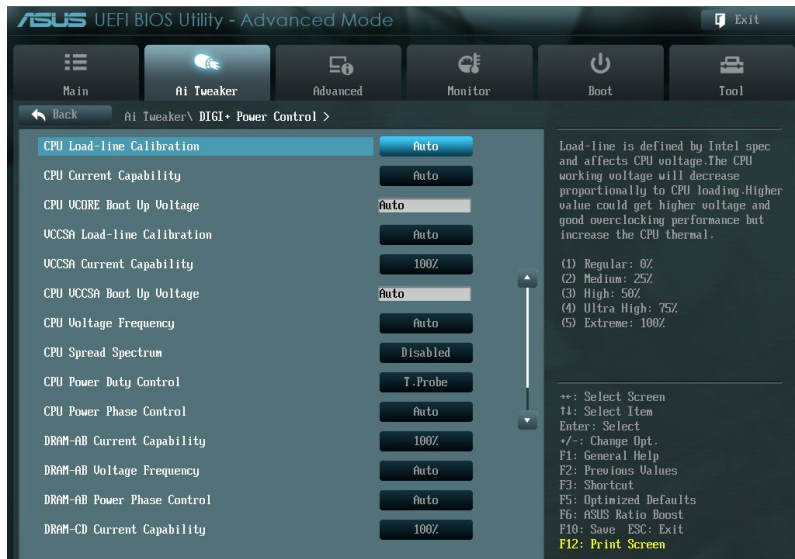 ASUS UEFI BIOS Utility - Advanced Mode
Exit
Main
Ai Tweaker
Advanced
Monitor
Boot
Tool
Back
Ai Tweaker\ DIGI+ Power Control >
CPU Load-line Calibration Auto
CPU Current Capability Auto
CPU VCORE Boot Up Voltage Auto
VCCSA Load-line Calibration Auto
VCCSA Current Capability 100%
CPU VCCSA Boot Up Voltage Auto
CPU Voltage Frequency Auto
CPU Spread Spectrum Disabled
CPU Power Duty Control T.Probe
CPU Power Phase Control Auto
DRAM-AB Current Capability 100%
DRAM-AB Voltage Frequency Auto
DRAM-AB Power Phase Control Auto
DRAM-CD Current Capability 100%
Load-line is defined by Intel spec
and affects CPU voltage.The CPU
working voltage will decrease
proportionally to CPU loading.Higher
value could get higher voltage and
good overclocking performance but
increase the CPU thermal.
(1) Regular: 0%
(2) Medium: 25%
(3) High: 50%
(4) Ultra High: 75%
(5) Extreme: 100%
→←: Select Screen
↑↓: Select Item
Enter: Select
+/-: Change Opt.
F1: General Help
F2: Previous Values
F3: Shortcut
F5: Optimized Defaults
F6: ASUS Ratio Boost
F10: Save ESC: Exit
F12: Print Screen